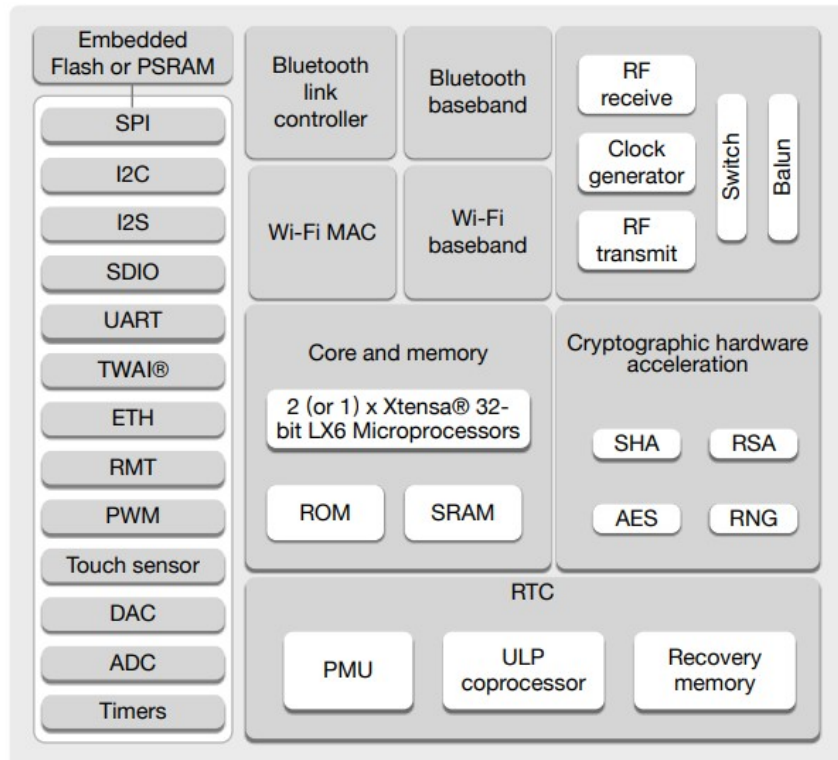 Embedded
Flash or PSRAM
SPI
I2C
I2S
SDIO
UART
TWAI®
ETH
RMT
PWM
Touch sensor
DAC
ADC
Timers
Bluetooth
link
controller
Bluetooth
baseband
Wi-Fi MAC
Wi-Fi
baseband
RF
receive
Clock
generator
RF
transmit
Switch
Balun
Core and memory
2 (or 1) x Xtensa® 32-
bit LX6 Microprocessors
ROM
SRAM
Cryptographic hardware
acceleration
SHA
RSA
AES
RNG
RTC
PMU
ULP
coprocessor
Recovery
memory